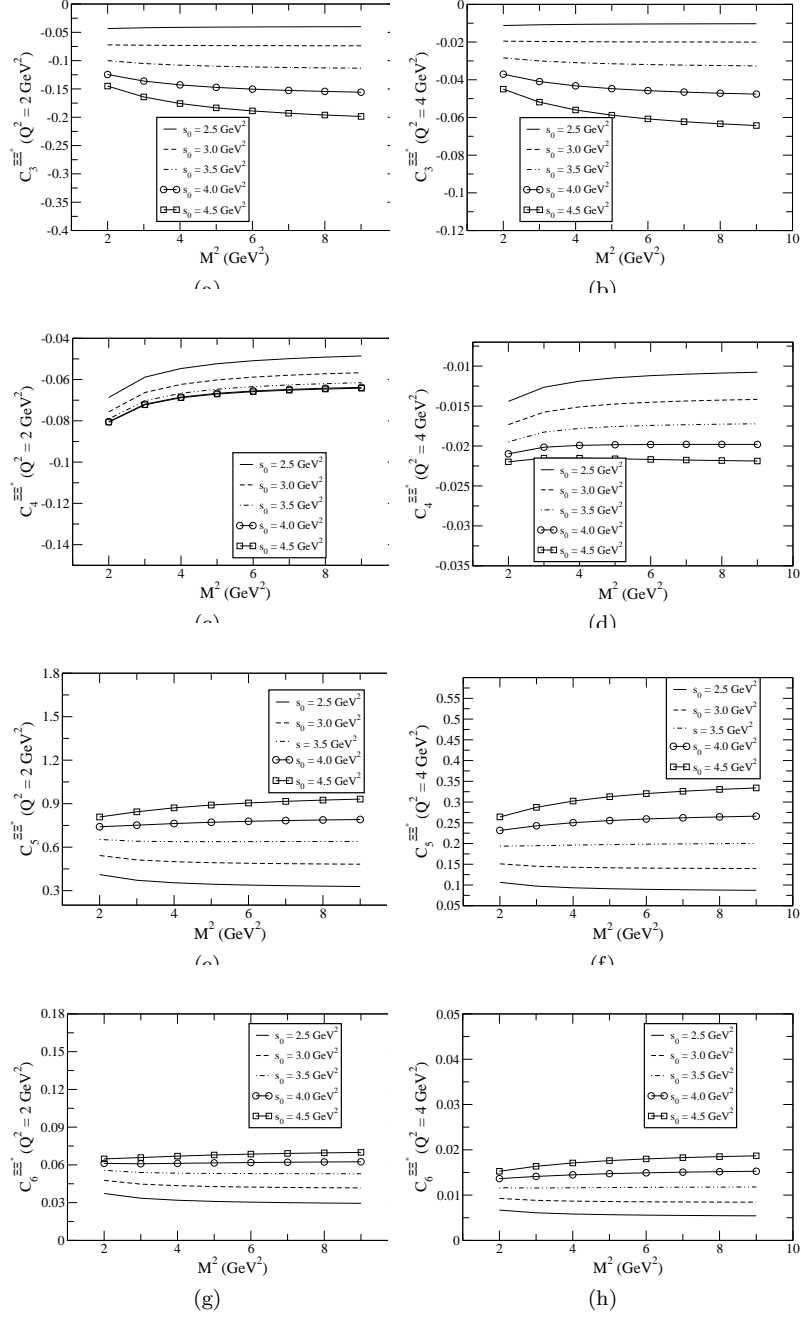 0
-0.05
-0.1
-0.15
-0.2
-0.25
-0.3
-0.35
-0.4
C₃^ΞΞ* (Q² = 2 GeV²)
s₀ = 2.5 GeV²
s₀ = 3.0 GeV²
s₀ = 3.5 GeV²
s₀ = 4.0 GeV²
s₀ = 4.5 GeV²
2 4 6 8
M² (GeV²)
0
-0.02
-0.04
-0.06
-0.08
-0.1
-0.12
C₃^ΞΞ* (Q² = 4 GeV²)
s₀ = 2.5 GeV²
s₀ = 3.0 GeV²
s₀ = 3.5 GeV²
s₀ = 4.0 GeV²
s₀ = 4.5 GeV²
2 4 6 8 10
M² (GeV²)
-0.04
-0.06
-0.08
-0.1
-0.12
-0.14
C₄^ΞΞ* (Q² = 2 GeV²)
s₀ = 2.5 GeV²
s₀ = 3.0 GeV²
s₀ = 3.5 GeV²
s₀ = 4.0 GeV²
s₀ = 4.5 GeV²
2 4 6 8
M² (GeV²)
-0.01
-0.015
-0.02
-0.025
-0.03
-0.035
C₄^ΞΞ* (Q² = 4 GeV²)
s₀ = 2.5 GeV²
s₀ = 3.0 GeV²
s₀ = 3.5 GeV²
s₀ = 4.0 GeV²
s₀ = 4.5 GeV²
2 4 6 8 10
M² (GeV²)
(d)
1.8
1.5
1.2
0.9
0.6
0.3
C₅^ΞΞ* (Q² = 2 GeV²)
s₀ = 2.5 GeV²
s₀ = 3.0 GeV²
s = 3.5 GeV²
s₀ = 4.0 GeV²
s₀ = 4.5 GeV²
2 4 6 8
M² (GeV²)
0.55
0.5
0.45
0.4
0.35
0.3
0.25
0.2
0.15
0.1
0.05
C₅^ΞΞ* (Q² = 4 GeV²)
s₀ = 2.5 GeV²
s₀ = 3.0 GeV²
s₀ = 3.5 GeV²
s₀ = 4.0 GeV²
s₀ = 4.5 GeV²
2 4 6 8 10
M² (GeV²)
0.18
0.15
0.12
0.09
0.06
0.03
0
C₆^ΞΞ* (Q² = 2 GeV²)
s₀ = 2.5 GeV²
s₀ = 3.0 GeV²
s₀ = 3.5 GeV²
s₀ = 4.0 GeV²
s₀ = 4.5 GeV²
2 4 6 8
M² (GeV²)
(g)
0.05
0.04
0.03
0.02
0.01
0
C₆^ΞΞ* (Q² = 4 GeV²)
s₀ = 2.5 GeV²
s₀ = 3.0 GeV²
s₀ = 3.5 GeV²
s₀ = 4.0 GeV²
s₀ = 4.5 GeV²
2 4 6 8 10
M² (GeV²)
(h)